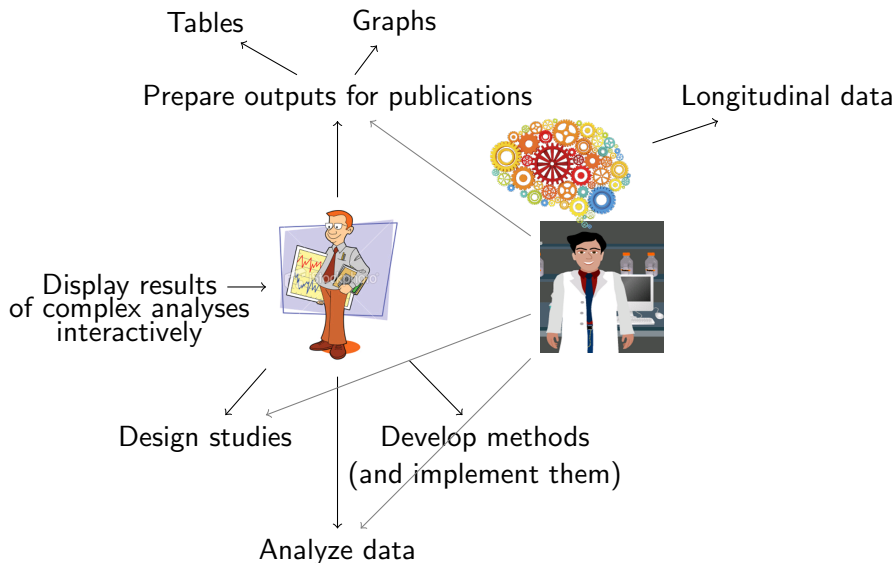 Tables
Graphs
Prepare outputs for publications
Longitudinal data
Display results
of complex analyses
interactively
Design studies
Develop methods
(and implement them)
Analyze data